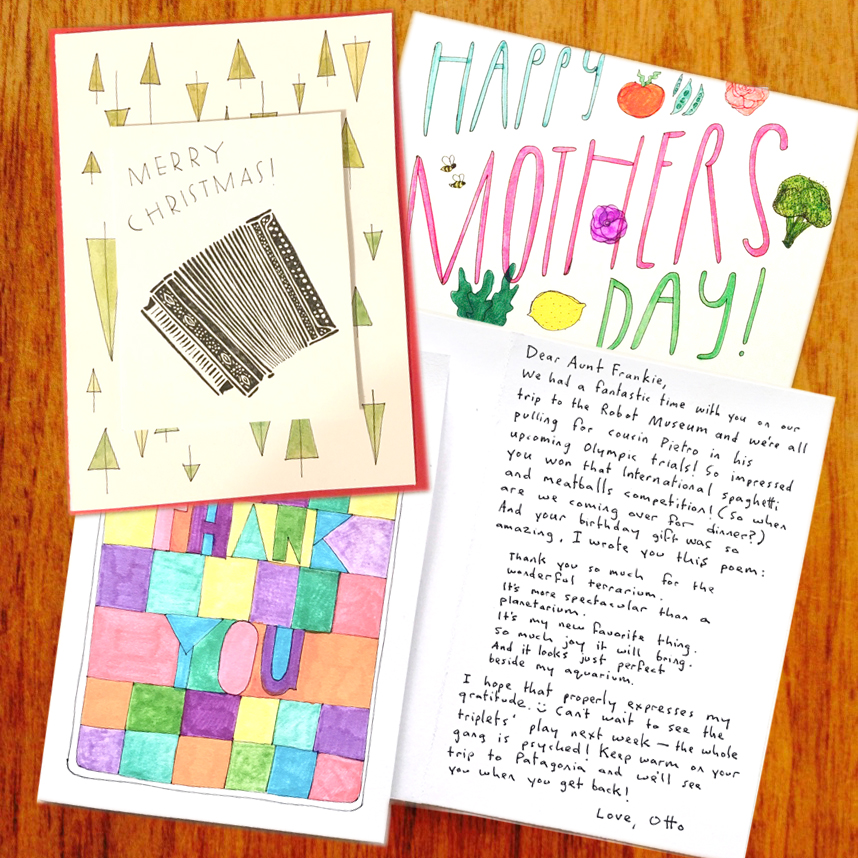 MERRY
CHRISTMAS!
HAPPY
MOTHERS
DAY!
THANK
YOU
Dear Aunt Frankie,
We had a fantastic time with you on our
trip to the Robot Museum and we're all
pulling for cousin Pietro in his
upcoming Olympic trials! So impressed
you won that International spaghetti
and meatballs competition! (So when
are we coming over for dinner?)
And your birthday gift was so
amazing, I wrote you this poem:
Thank you so much for the
wonderful terrarium.
It's more spectacular than a
planetarium.
It's my new favorite thing.
So much joy it will bring.
And it looks just perfect
beside my aquarium.
I hope that properly expresses my
gratitude. Can't wait to see the
triplets' play next week — the whole
gang is psyched! Keep warm on your
trip to Patagonia and we'll see
you when you get back!
Love, Otto